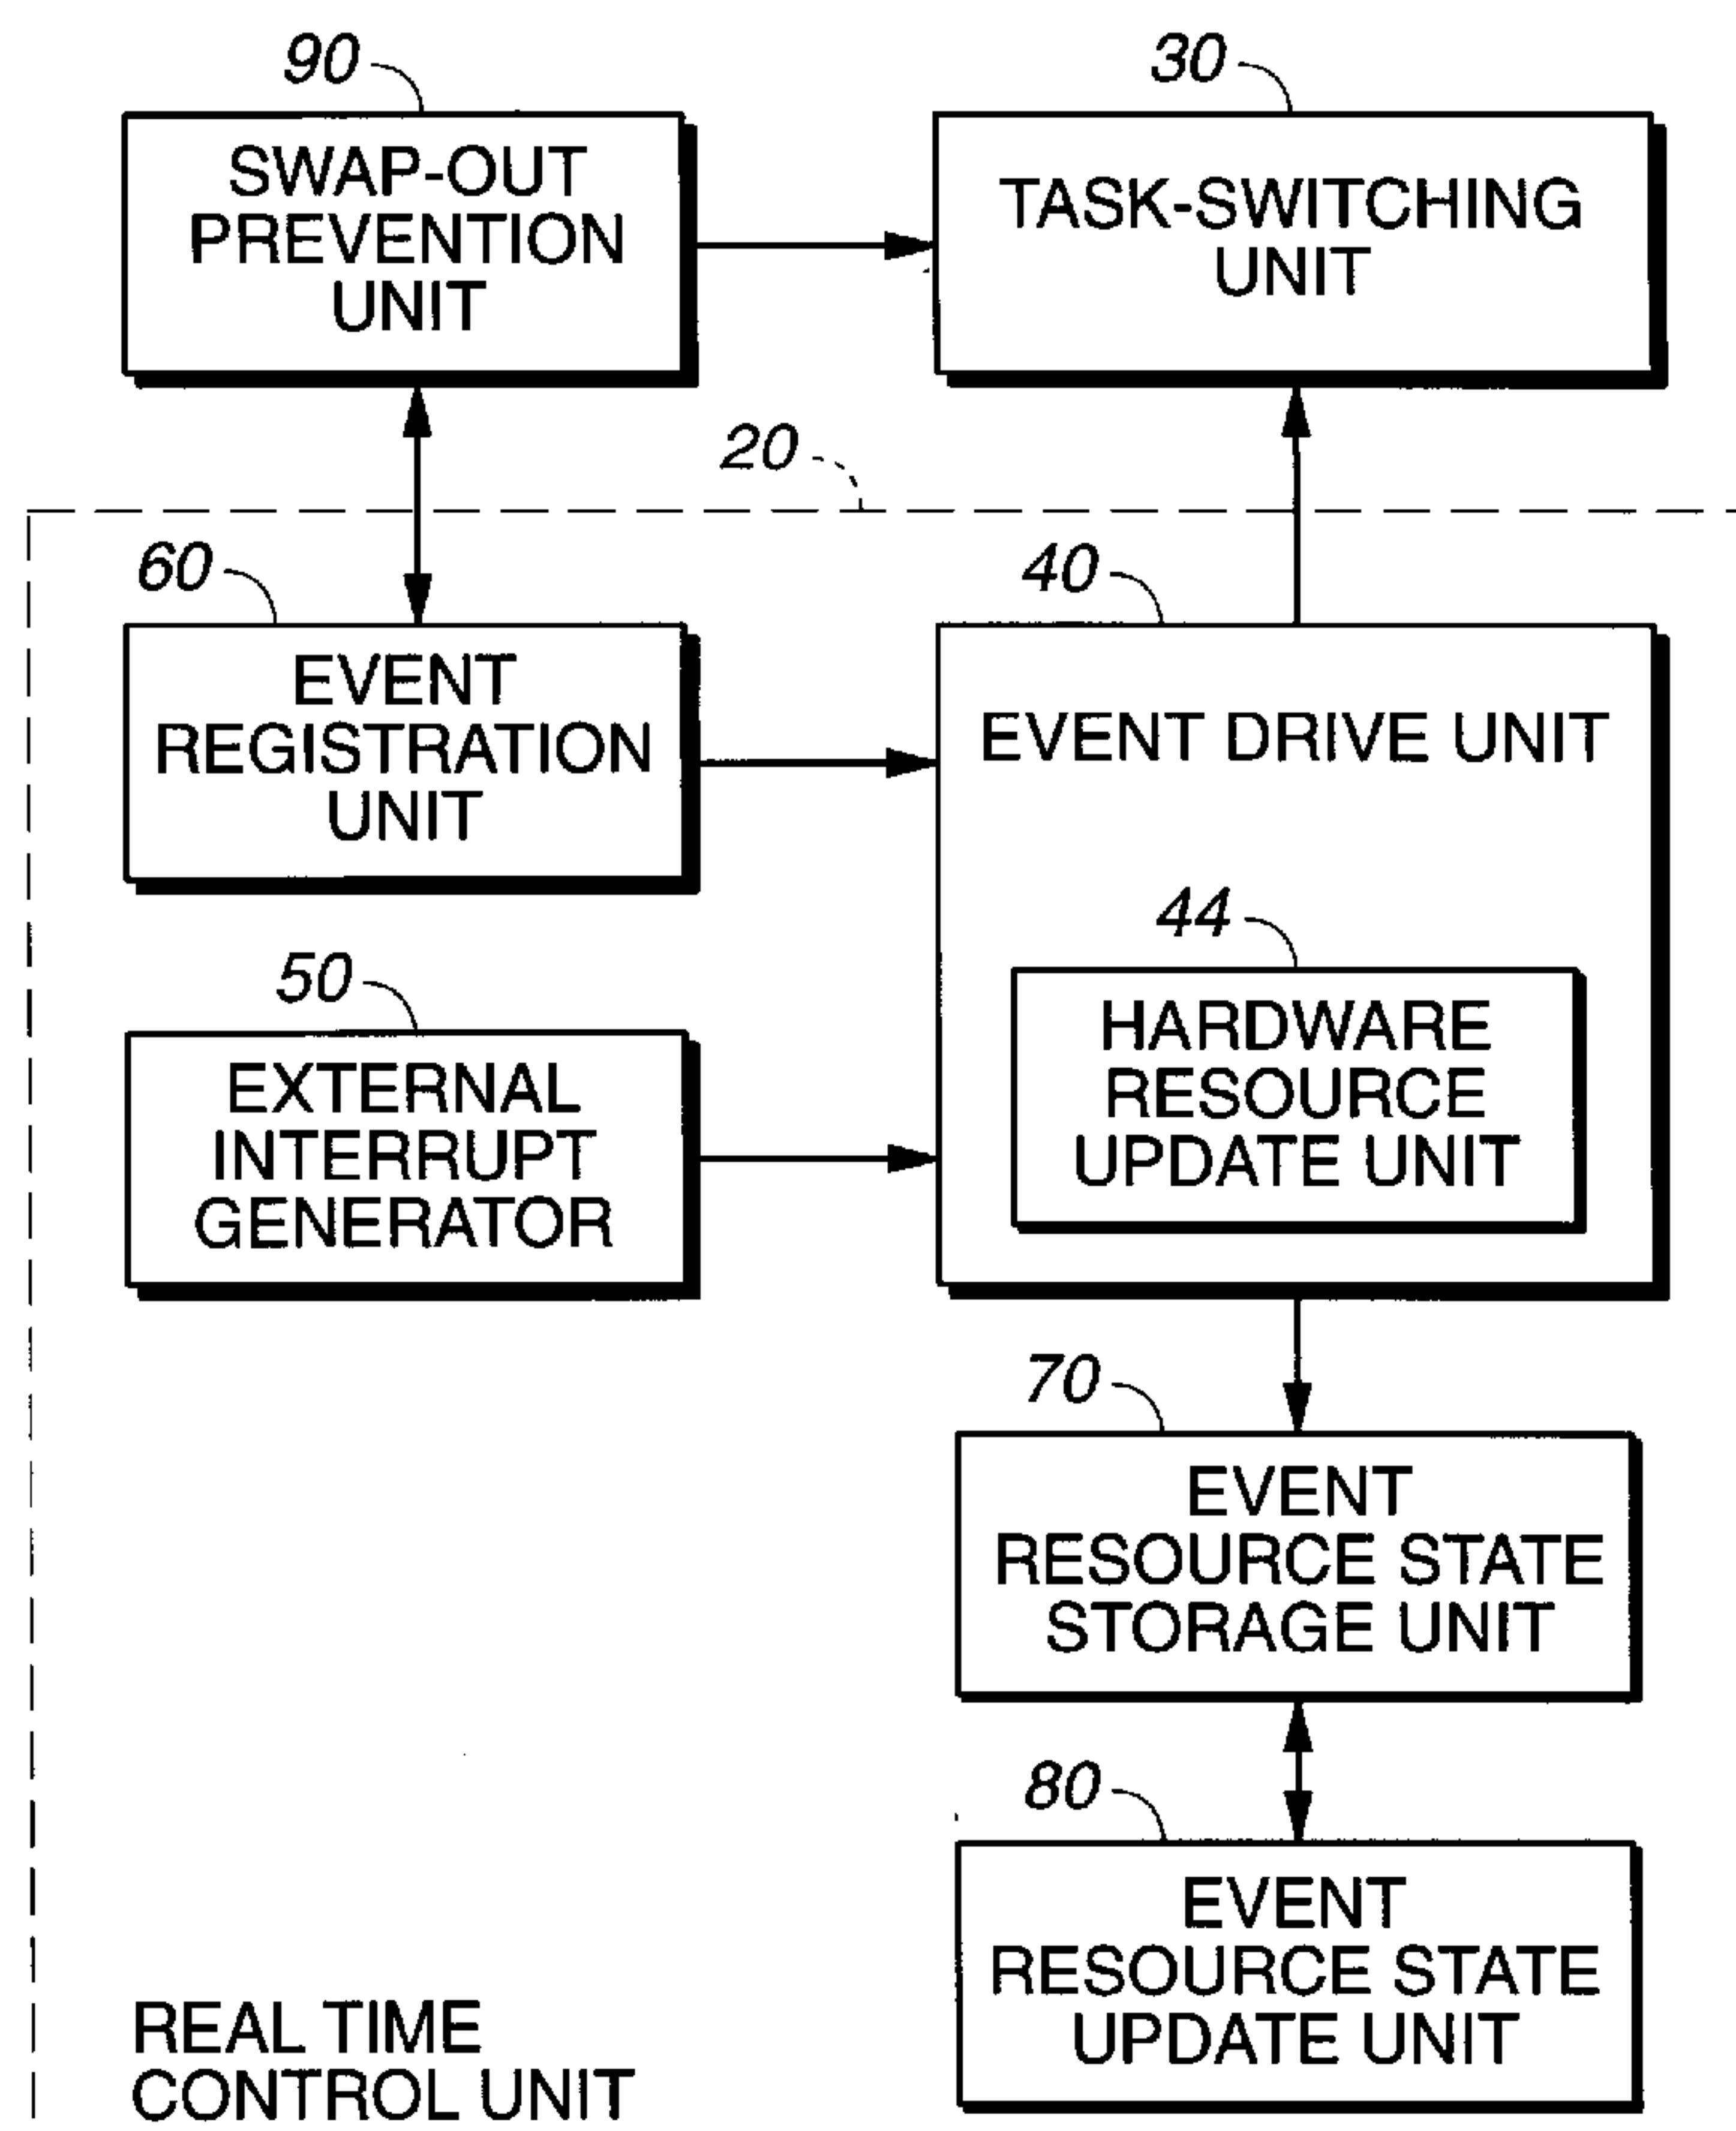 90
SWAP-OUT
PREVENTION
UNIT
30
TASK-SWITCHING
UNIT
20
60
EVENT
REGISTRATION
UNIT
40
EVENT DRIVE UNIT
44
HARDWARE
RESOURCE
UPDATE UNIT
50
EXTERNAL
INTERRUPT
GENERATOR
70
EVENT
RESOURCE STATE
STORAGE UNIT
80
EVENT
RESOURCE STATE
UPDATE UNIT
REAL TIME
CONTROL UNIT